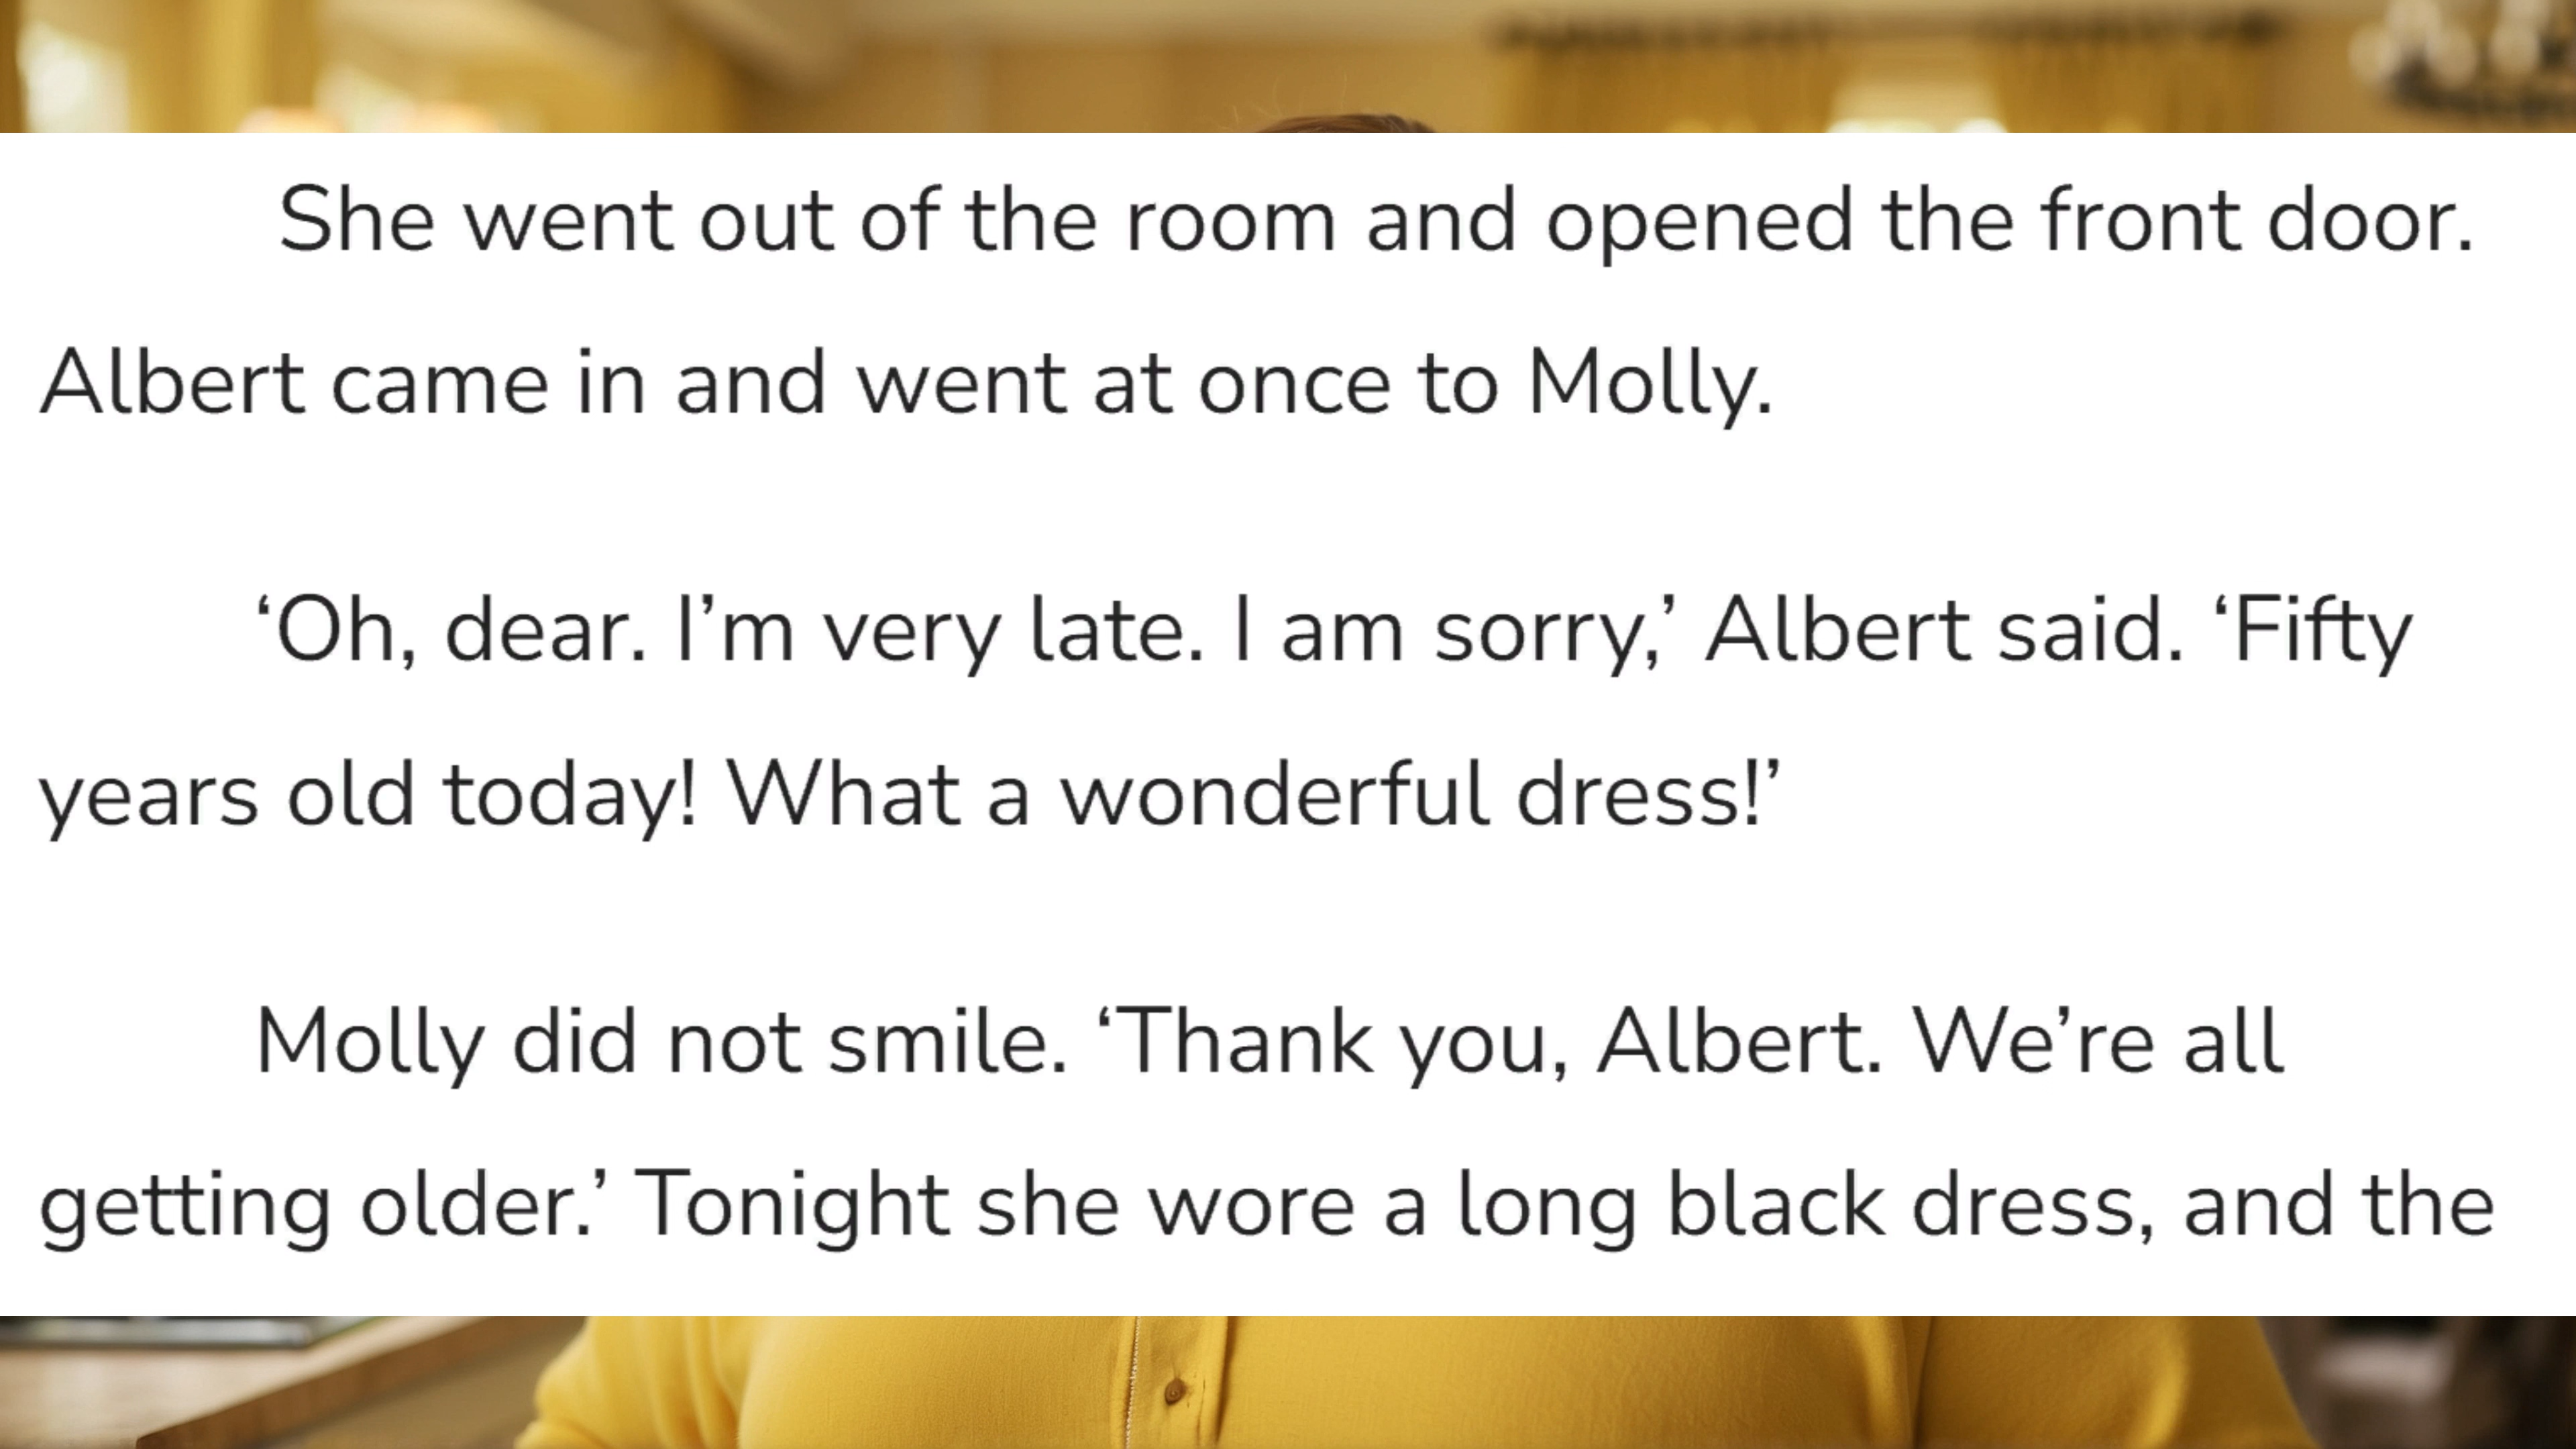 She went out of the room and opened the front door.
Albert came in and went at once to Molly.
‘Oh, dear. I’m very late. I am sorry,’ Albert said. ‘Fifty
years old today! What a wonderful dress!’
Molly did not smile. ‘Thank you, Albert. We’re all
getting older.’ Tonight she wore a long black dress, and the